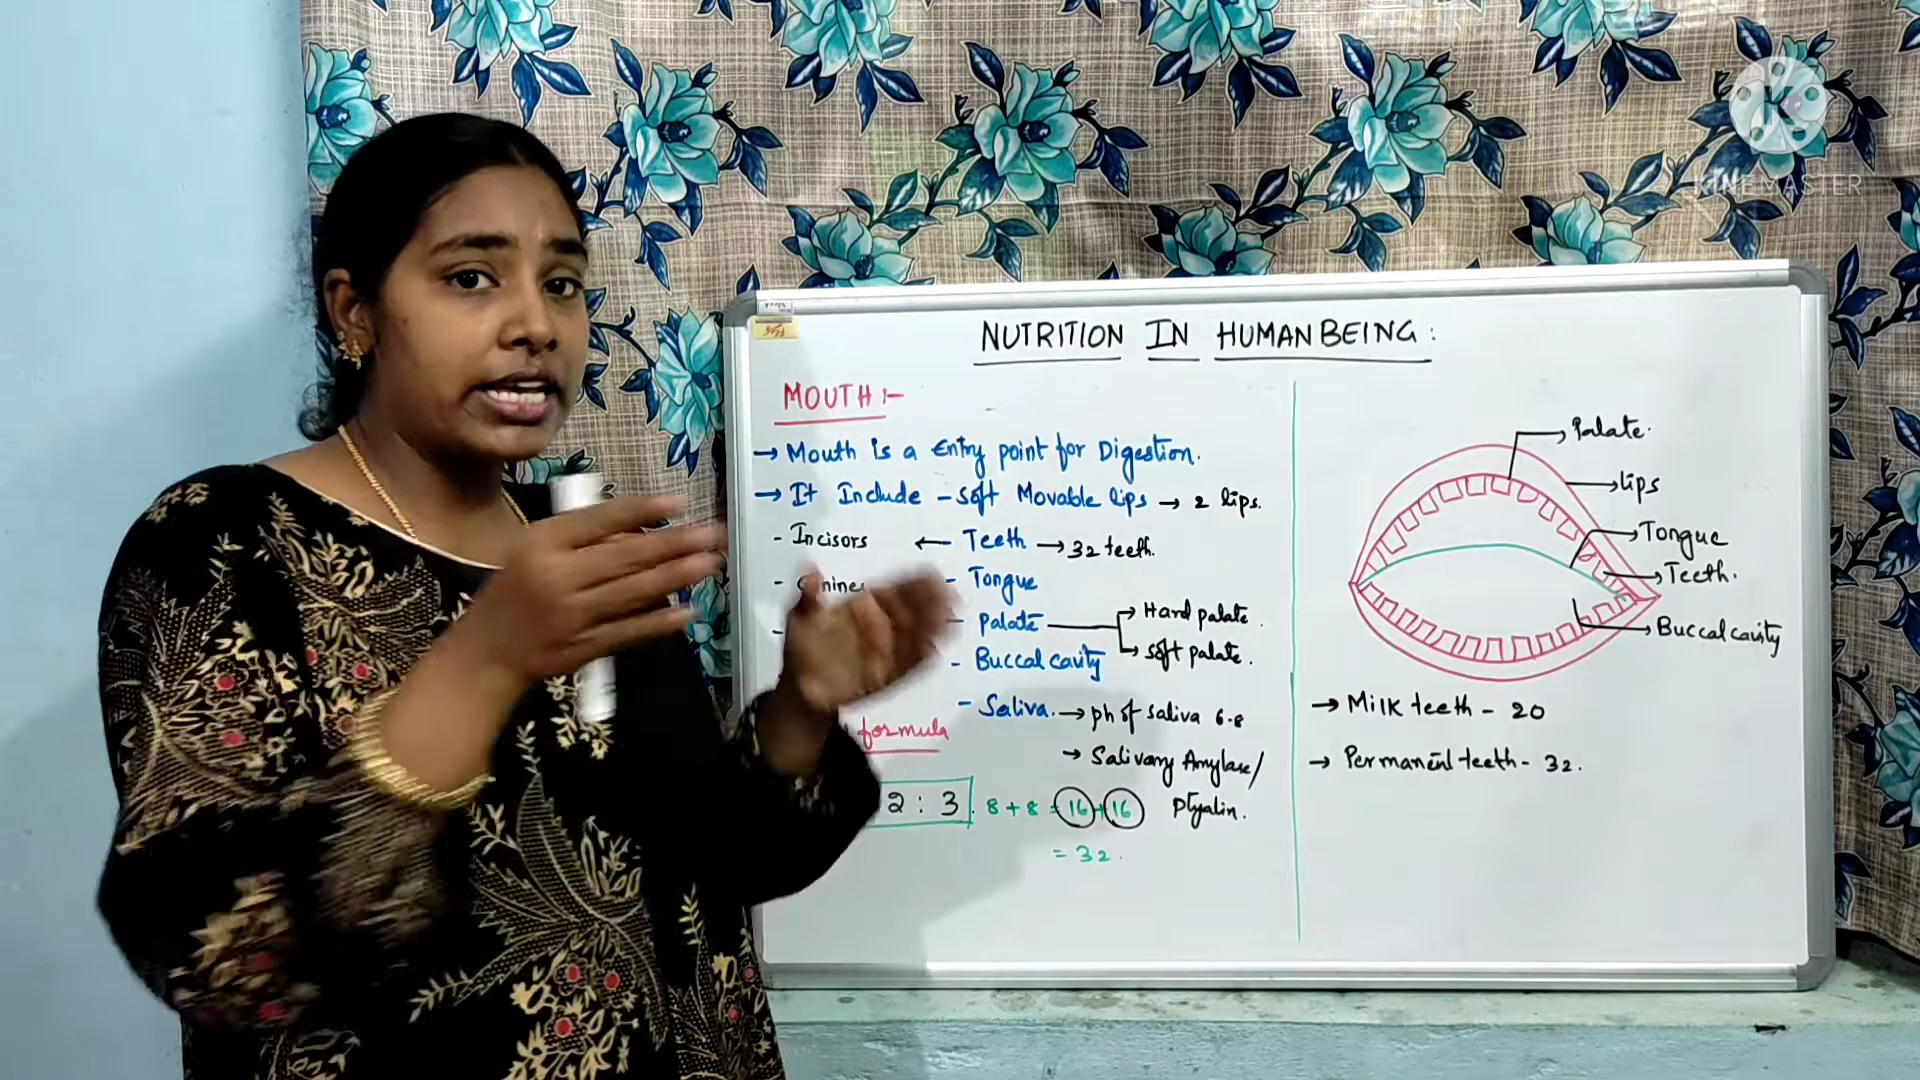 KINEMASTER
NUTRITION IN HUMAN BEING:
MOUTH:-
→ Mouth is a Entry point for Digestion.
→ It Include - soft Movable lips → 2 lips.
- Incisors ← Teeth → 32 teeth.
- Tongue
- Palate → Hard palate.
→ soft palate.
- Buccal cavity
- Saliva. → ph of saliva 6.8
→ Salivary Amylase/
Ptyalin.
formula
2 : 3. 8 + 8 = 16 + 16
= 32.
Palate.
lips
Tongue
Teeth.
Buccal cavity
→ Milk teeth - 20
→ Permanent teeth - 32.